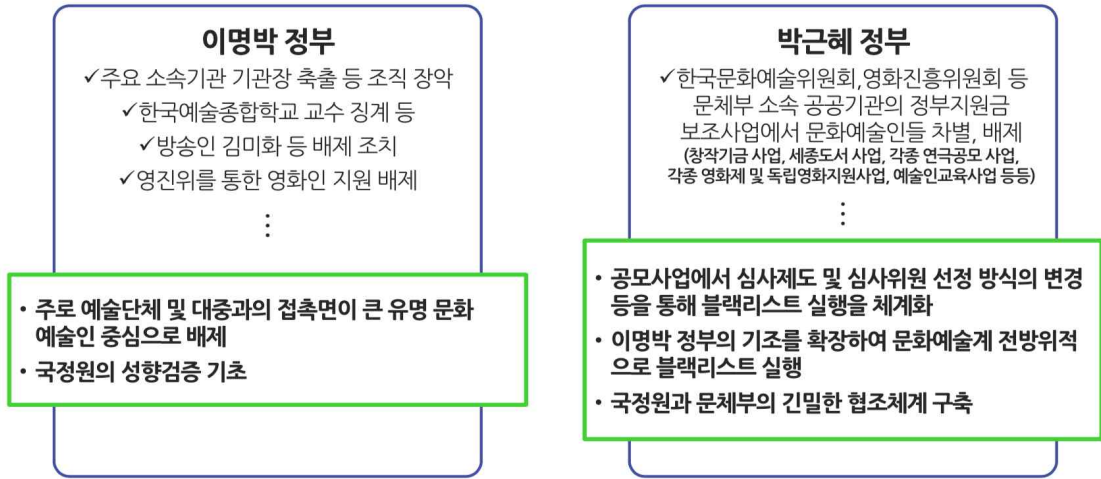 이명박 정부
✓주요 소속기관 기관장 축출 등 조직 장악
✓한국예술종합학교 교수 징계 등
✓방송인 김미화 등 배제 조치
✓영진위를 통한 영화인 지원 배제
⋮
• 주로 예술단체 및 대중과의 접촉면이 큰 유명 문화
예술인 중심으로 배제
• 국정원의 성향검증 기초
박근혜 정부
✓한국문화예술위원회,영화진흥위원회 등
문체부 소속 공공기관의 정부지원금
보조사업에서 문화예술인들 차별, 배제
(창작기금 사업, 세종도서 사업, 각종 연극공모 사업,
각종 영화제 및 독립영화지원사업, 예술인교육사업 등등)
⋮
• 공모사업에서 심사제도 및 심사위원 선정 방식의 변경
등을 통해 블랙리스트 실행을 체계화
• 이명박 정부의 기조를 확장하여 문화예술계 전방위적
으로 블랙리스트 실행
• 국정원과 문체부의 긴밀한 협조체계 구축